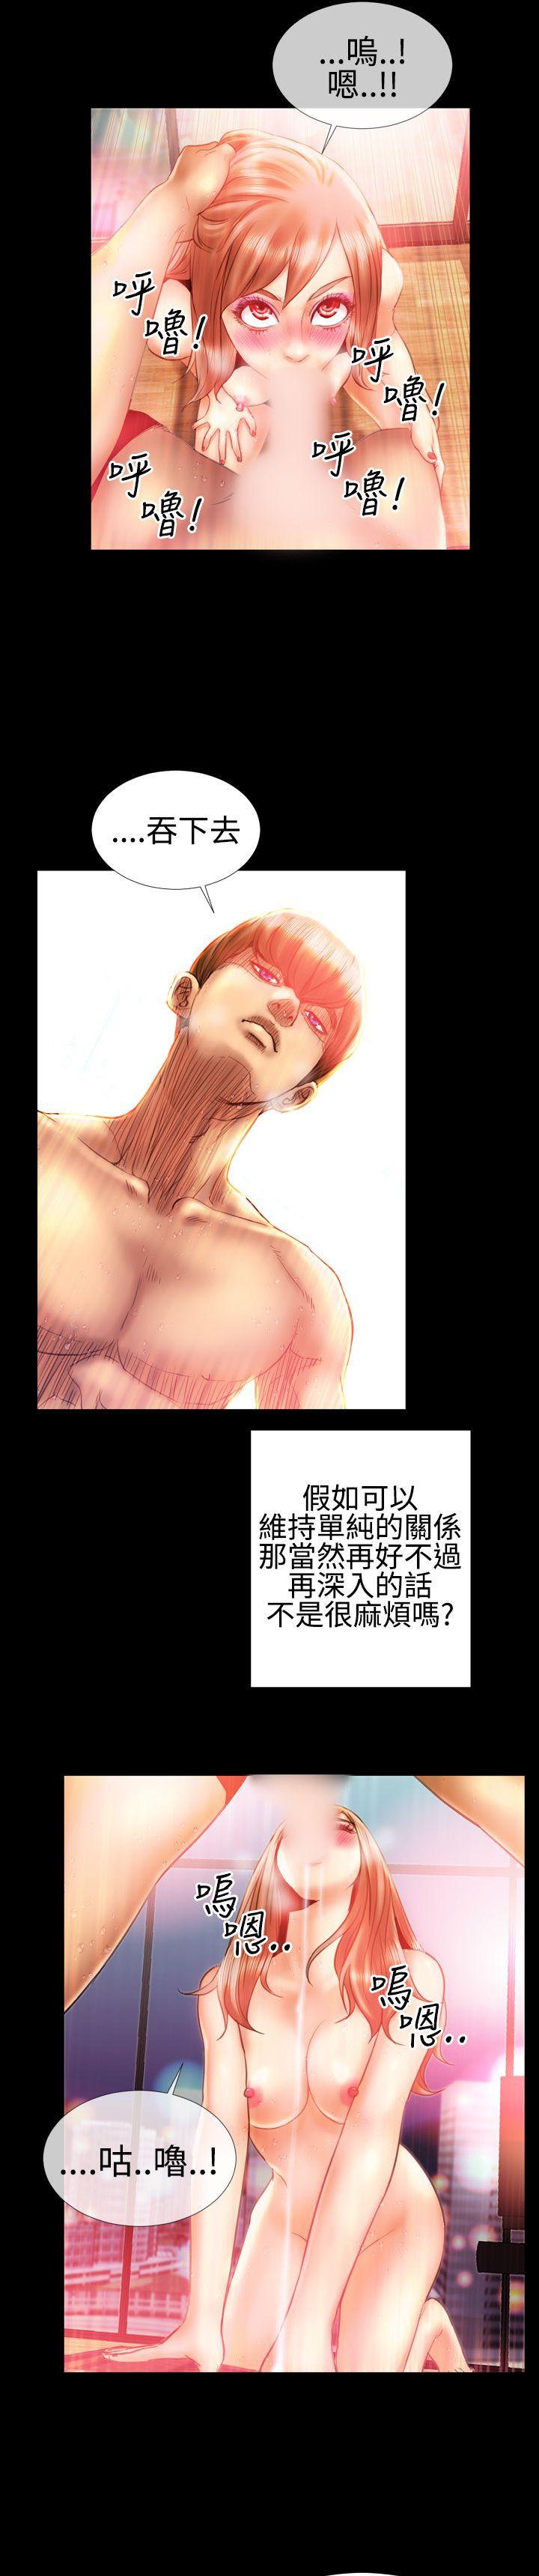 ...嗚..!
嗯..!!
呼
嚕!
呼
嚕!
呼
嚕!
呼
嚕!
....吞下去
假如可以
維持單純的關係
那當然再好不過
再深入的話
不是很麻煩嗎?
嗚
嗯..
嗚
嗯..
....咕..嚕..!